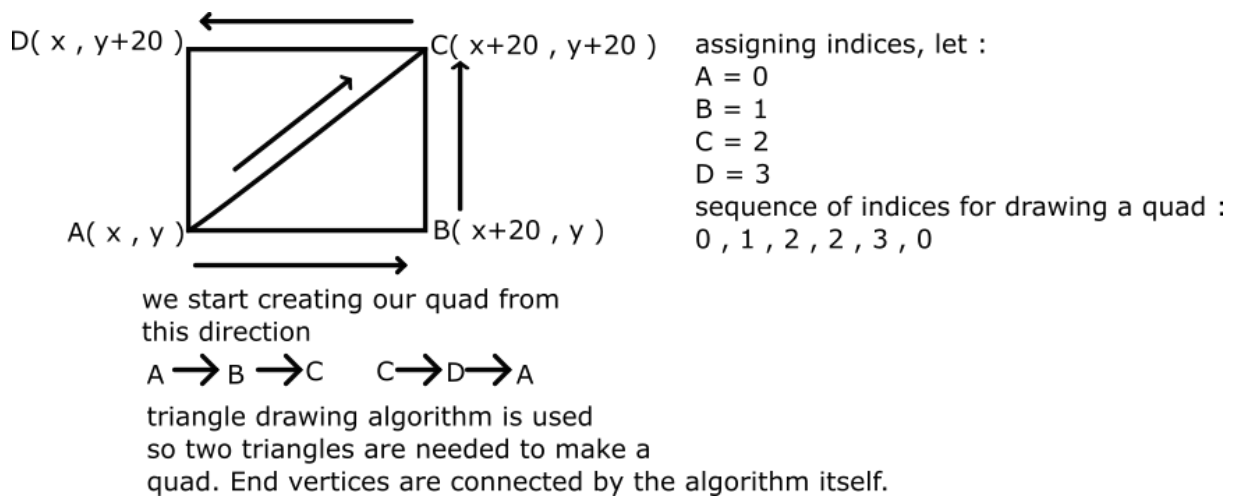 D( x , y+20 )
C( x+20 , y+20 )
A( x , y )
B( x+20 , y )
assigning indices, let :
A = 0
B = 1
C = 2
D = 3
sequence of indices for drawing a quad :
0 , 1 , 2 , 2 , 3 , 0
we start creating our quad from
this direction
A → B → C C → D → A
triangle drawing algorithm is used
so two triangles are needed to make a
quad. End vertices are connected by the algorithm itself.